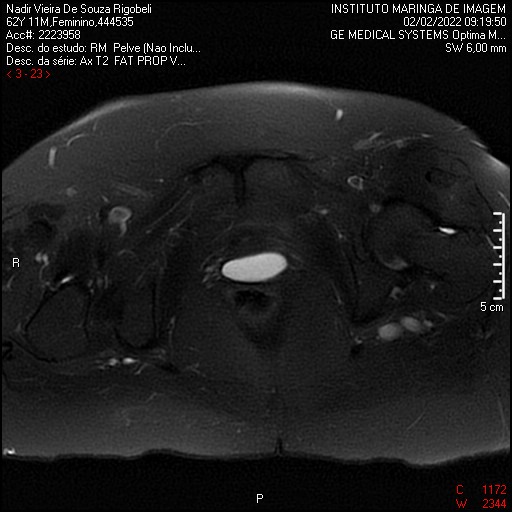 Nadir Vieira De Souza Rigobeli
62Y 11M,Feminino,444535
Acc#: 2223958
Desc. do estudo: RM Pelve (Nao Inclu...
Desc. da série: Ax T2 FAT PROP V...
< 3 - 23 >
INSTITUTO MARINGA DE IMAGEM
02/02/2022 09:19:50
GE MEDICAL SYSTEMS Optima M...
SW 6,00 mm
R
5 cm
P
C 1172
W 2344